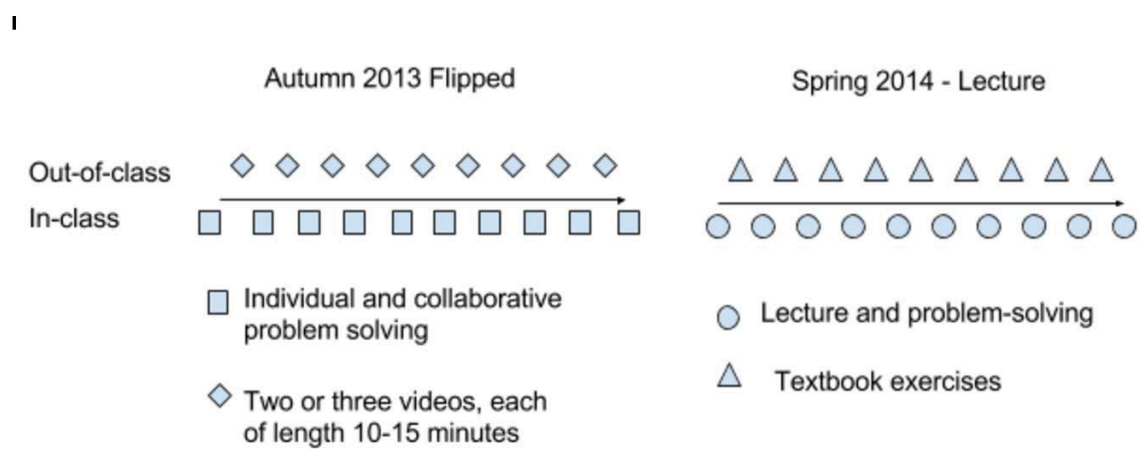 Autumn 2013 Flipped
Spring 2014 - Lecture
Out-of-class
In-class
Individual and collaborative
problem solving
Two or three videos, each
of length 10-15 minutes
Lecture and problem-solving
Textbook exercises